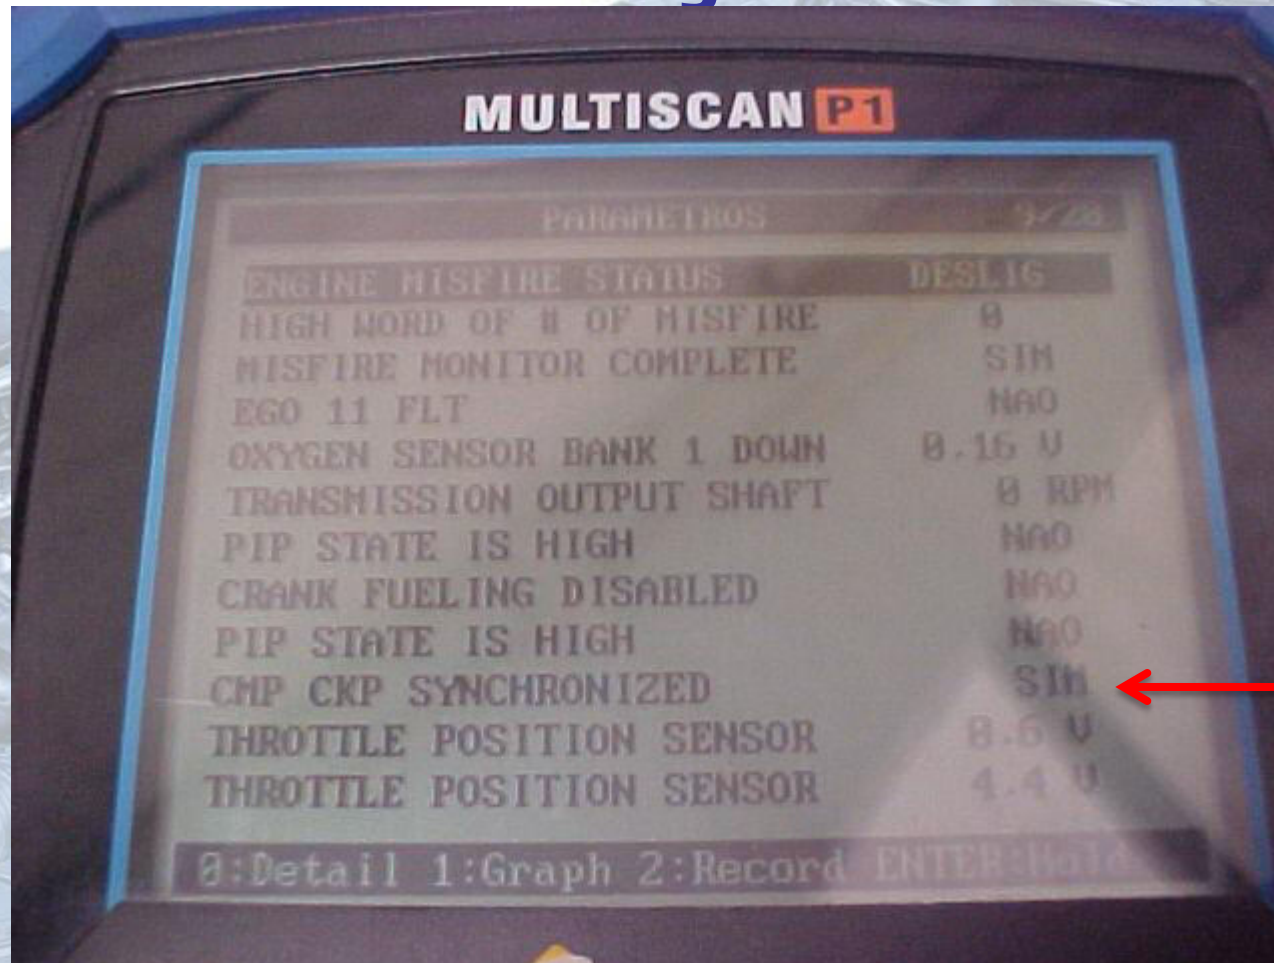 MULTISCAN P1
PARAMETROS
ENGINE MISFIRE STATUS DESLIG
HIGH WORD OF # OF MISFIRE 0
MISFIRE MONITOR COMPLETE SIM
EGO 11 FLT NAO
OXYGEN SENSOR BANK 1 DOWN 0.16 V
TRANSMISSION OUTPUT SHAFT 0 RPM
PIP STATE IS HIGH NAO
CRANK FUELING DISABLED NAO
PIP STATE IS HIGH NAO
CMP CKP SYNCHRONIZED SIM
THROTTLE POSITION SENSOR 0.6 V
THROTTLE POSITION SENSOR 4.4 V
0:Detail 1:Graph 2:Record ENTER:Hold